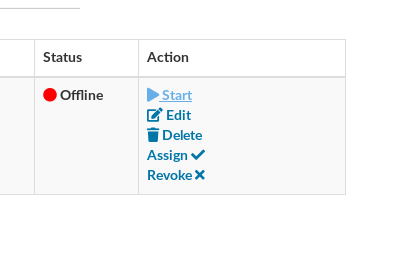 Status Action
Offline Start
Edit
Delete
Assign
Revoke